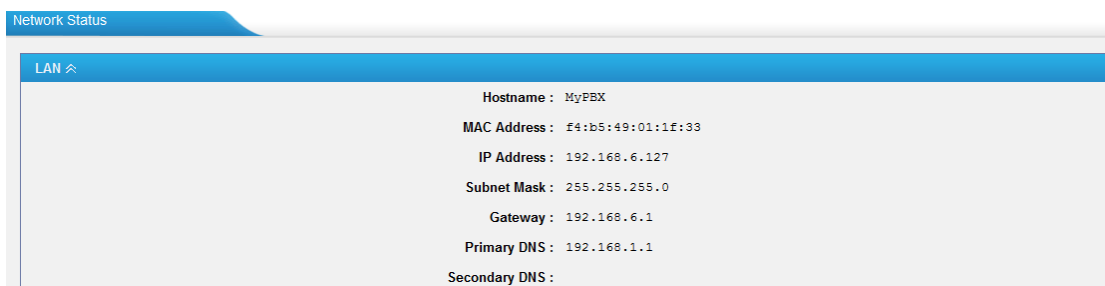 Network Status
LAN
Hostname : MyPBX
MAC Address : f4:b5:49:01:1f:33
IP Address : 192.168.6.127
Subnet Mask : 255.255.255.0
Gateway : 192.168.6.1
Primary DNS : 192.168.1.1
Secondary DNS :